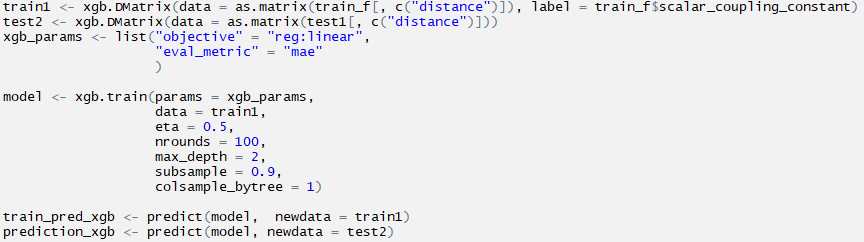 train1 <- xgb.DMatrix(data = as.matrix(train_f[, c("distance")]), label = train_f$scalar_coupling_constant)
test2 <- xgb.DMatrix(data = as.matrix(test1[, c("distance")]))
xgb_params <- list("objective" = "reg:linear",
                   "eval_metric" = "mae"
                   )

model <- xgb.train(params = xgb_params,
                   data = train1,
                   eta = 0.5,
                   nrounds = 100,
                   max_depth = 2,
                   subsample = 0.9,
                   colsample_bytree = 1)

train_pred_xgb <- predict(model,  newdata = train1)
prediction_xgb <- predict(model, newdata = test2)